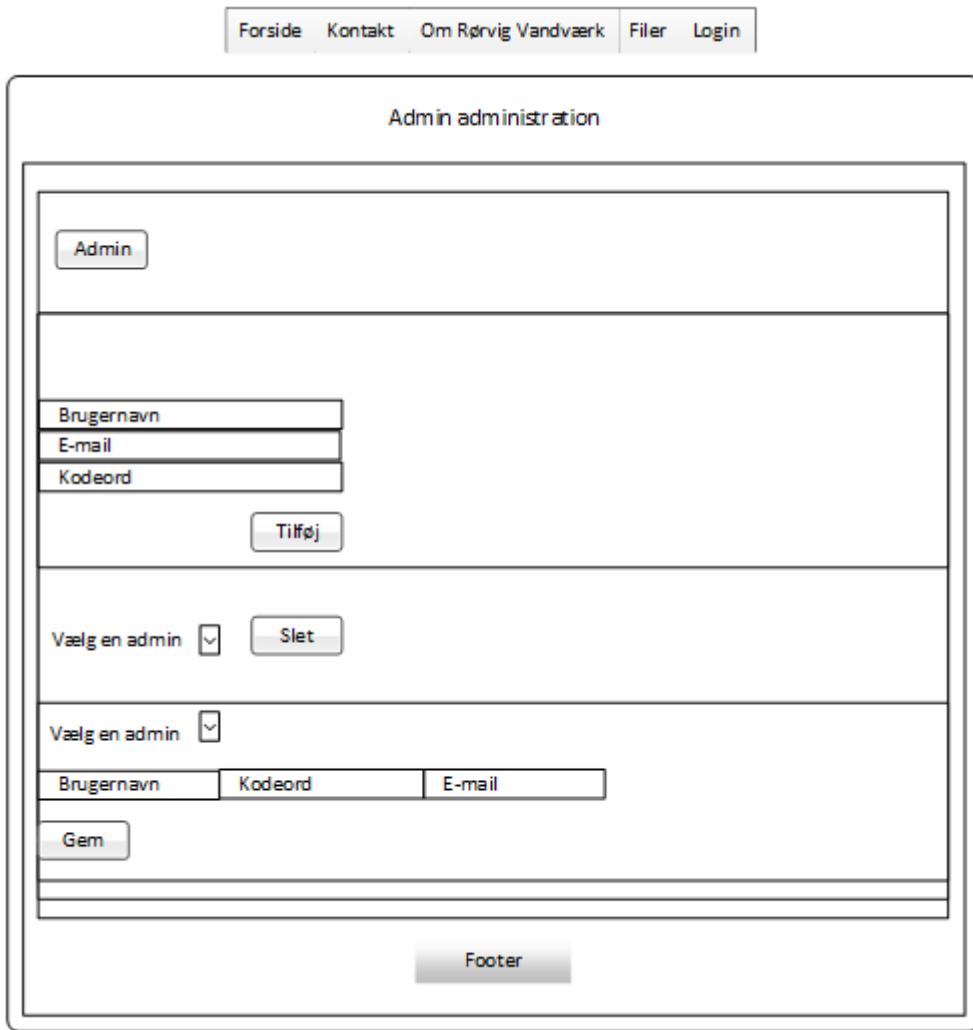 Forside Kontakt Om Rørvig Vandværk Filer Login
Admin administration
Admin
Brugernavn
E-mail
Kodeord
Tilføj
Vælg en admin Slet
Vælg en admin
Brugernavn Kodeord E-mail
Gem
Footer